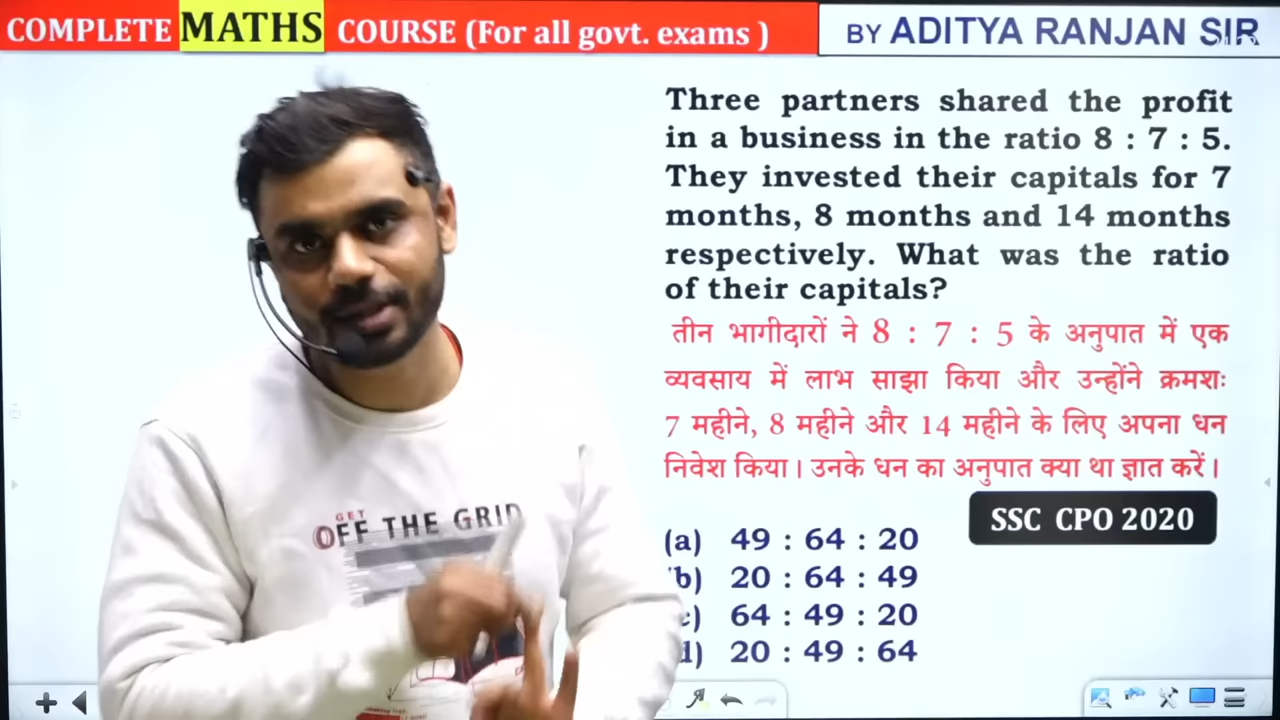 COMPLETE MATHS COURSE (For all govt. exams )
BY ADITYA RANJAN SIR
Three partners shared the profit
in a business in the ratio 8 : 7 : 5.
They invested their capitals for 7
months, 8 months and 14 months
respectively. What was the ratio
of their capitals?
तीन भागीदारों ने 8 : 7 : 5 के अनुपात में एक
व्यवसाय में लाभ साझा किया और उन्होंने क्रमशः
7 महीने, 8 महीने और 14 महीने के लिए अपना धन
निवेश किया। उनके धन का अनुपात क्या था ज्ञात करें।
SSC CPO 2020
(a) 49 : 64 : 20
b) 20 : 64 : 49
c) 64 : 49 : 20
d) 20 : 49 : 64
GET
OFF THE GRID